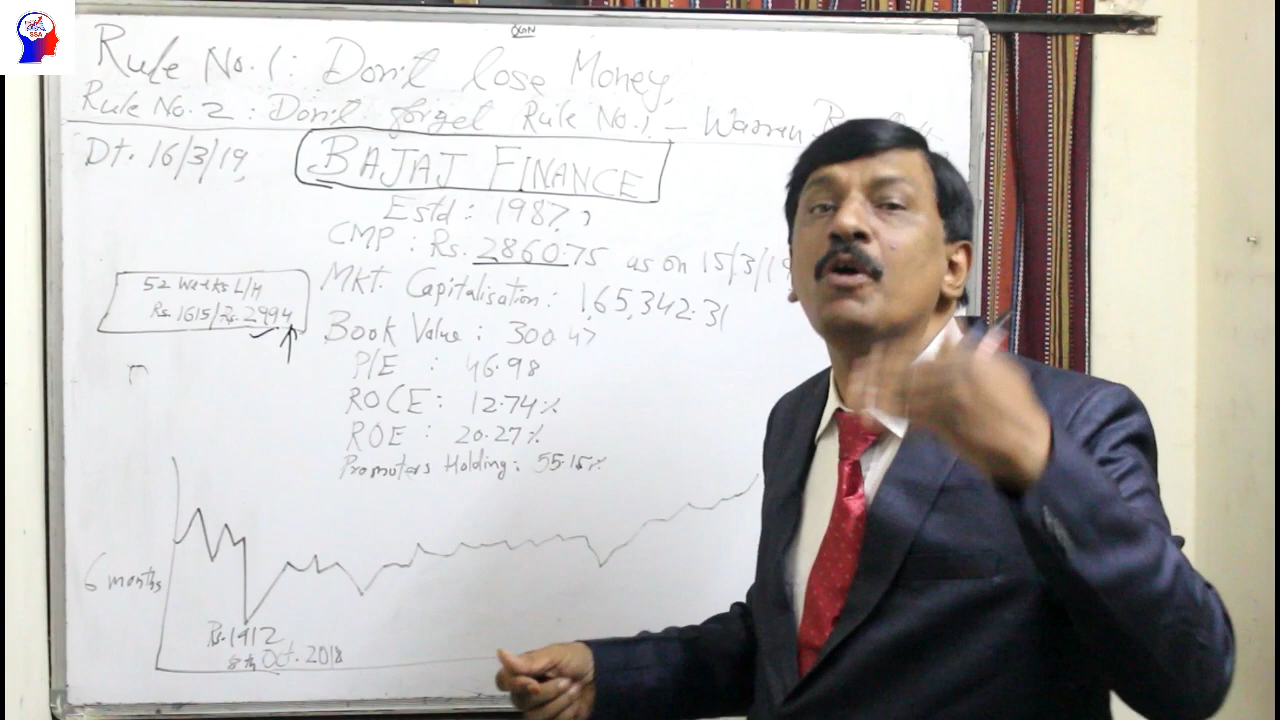 SSA
Rule No. 1: Don't lose Money,
Rule No. 2: Don't forget Rule No. 1 - Warren
Dt. 16/3/19,
BAJAJ FINANCE
Estd: 1987,
CMP: Rs. 2860.75 as on 15/3/19
Mkt. Capitalisation: 1,65,342.31
52 Weeks L/H
Rs. 1615/Rs. 2994
Book Value: 300.47
P/E : 46.98
ROCE: 12.74%
ROE: 20.27%
Promoters Holding: 55.15%
6 months
Rs. 1912
8th Oct. 2018